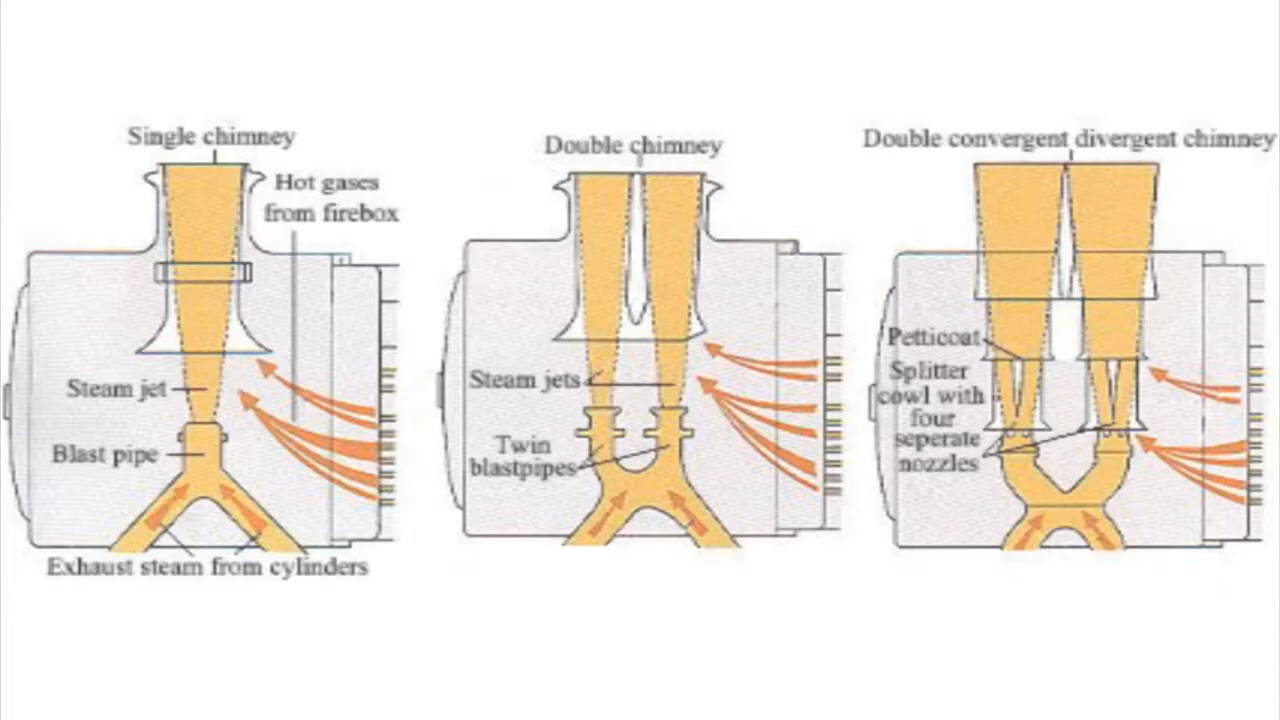 Single chimney
Hot gases
from firebox
Steam jet
Blast pipe
Exhaust steam from cylinders
Double chimney
Steam jets
Twin
blastpipes
Double convergent divergent chimney
Petticoat
Splitter
cowl with
four
seperate
nozzles